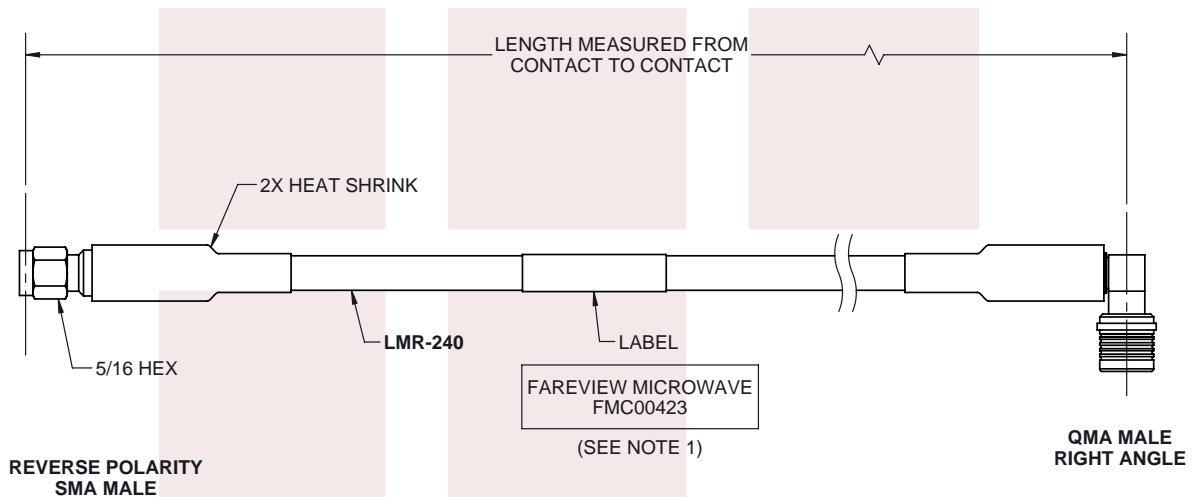 LENGTH MEASURED FROM
CONTACT TO CONTACT
2X HEAT SHRINK
LMR-240
LABEL
5/16 HEX
FAREVIEW MICROWAVE
FMC00423
(SEE NOTE 1)
REVERSE POLARITY
SMA MALE
QMA MALE
RIGHT ANGLE